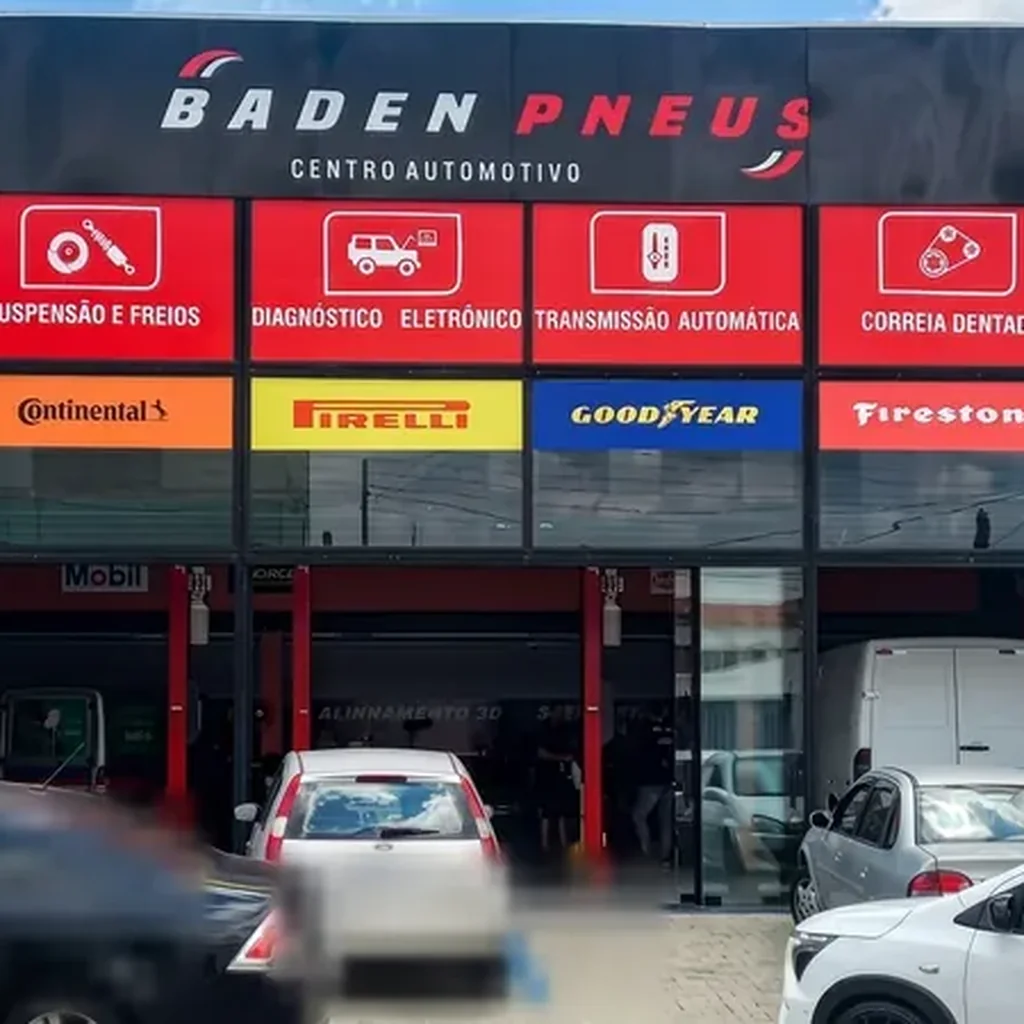 BADEN PNEUS
CENTRO AUTOMOTIVO
USPENSÃO E FREIOS
DIAGNÓSTICO ELETRÔNICO
TRANSMISSÃO AUTOMÁTICA
CORREIA DENTAD
Continental
PIRELLI
GOODYEAR
Fireston
Mobil
ALINHAMENTO 3D